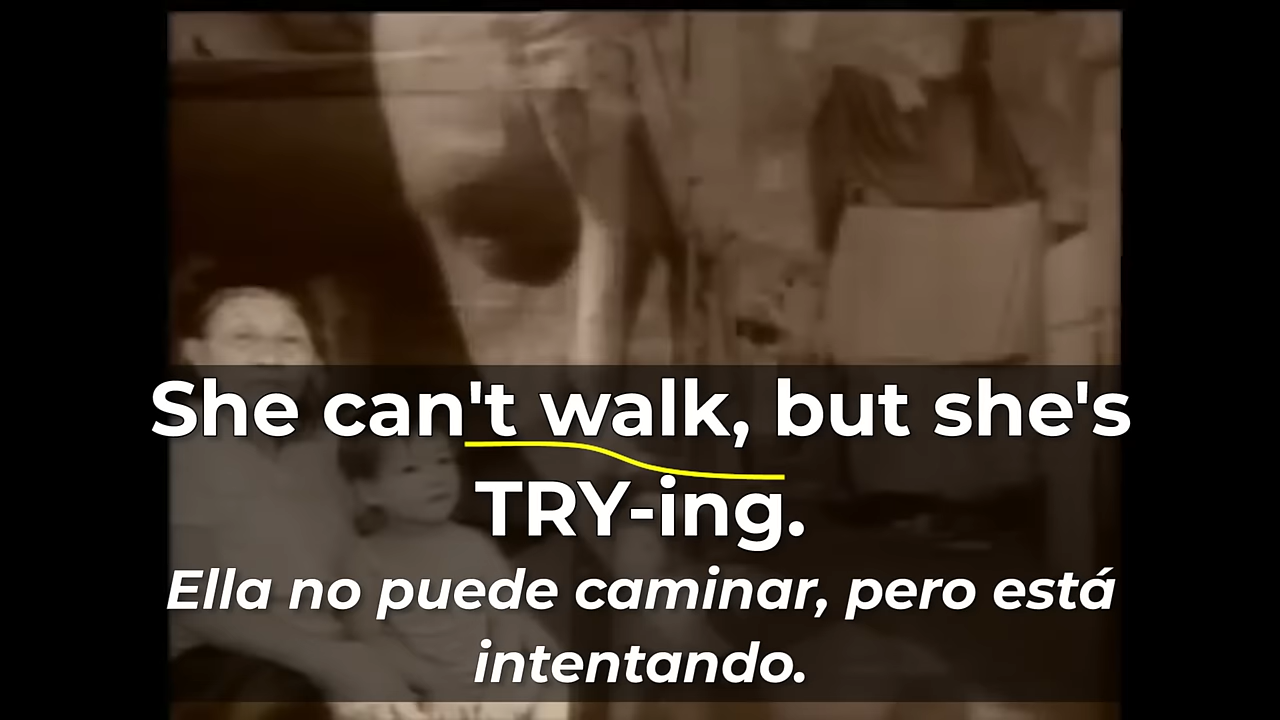 She can't walk, but she's
TRY-ing.
Ella no puede caminar, pero está
intentando.